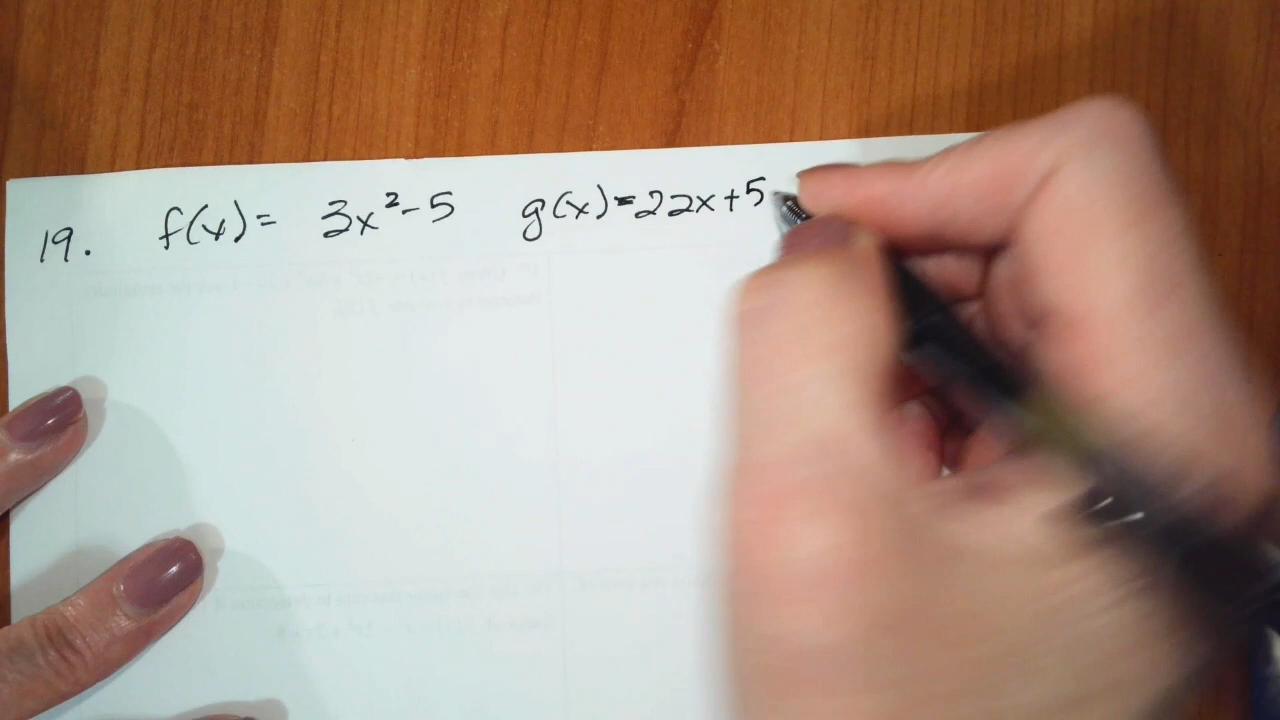 19. f(x) = 3x²-5 g(x)=22x+5